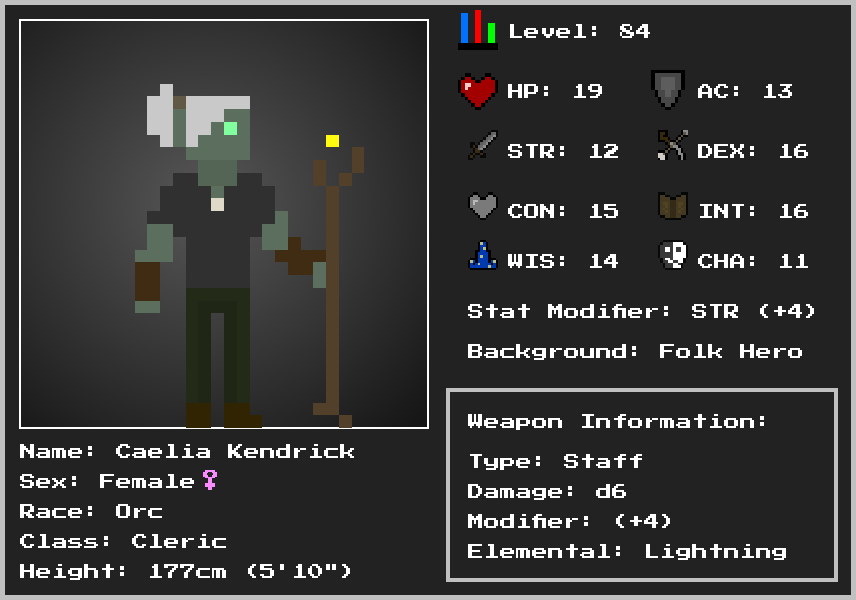 Level: 84
HP: 19
AC: 13
STR: 12
DEX: 16
CON: 15
INT: 16
WIS: 14
CHA: 11
Stat Modifier: STR (+4)
Background: Folk Hero
Weapon Information:
Type: Staff
Damage: d6
Modifier: (+4)
Elemental: Lightning
Name: Caelia Kendrick
Sex: Female♀
Race: Orc
Class: Cleric
Height: 177cm (5'10")